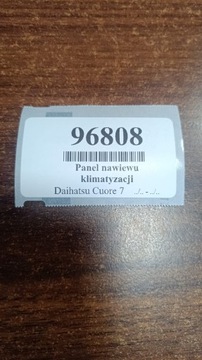 96808
Panel nawiewu
klimatyzacji
Daihatsu Cuore 7 ../.. - ../..